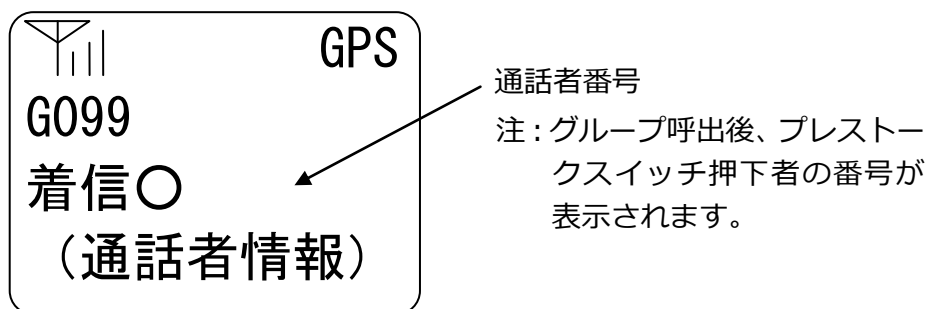 GPS
G099
着信○
（通話者情報）
通話者番号
注：グループ呼出後、プレストー
クスイッチ押下者の番号が
表示されます。